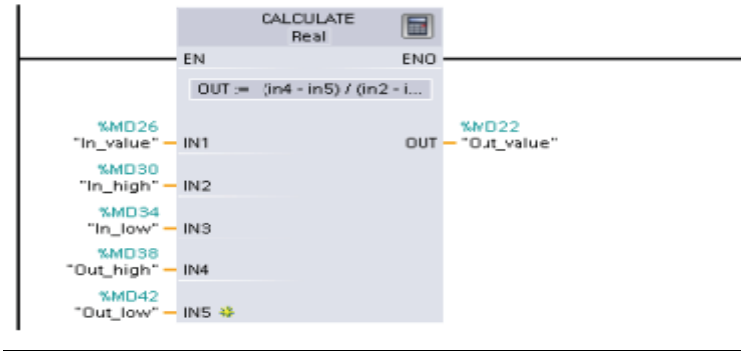 CALCULATE
Real
EN ENO
OUT := (in4 - in5) / (in2 - i...
%MD26
"In_value" IN1
%MD22
OUT "Out_value"
%MD30
"In_high" IN2
%MD34
"In_low" IN3
%MD38
"Out_high" IN4
%MD42
"Out_low" IN5